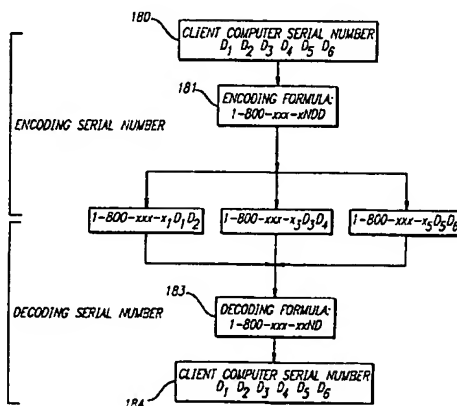 180
CLIENT COMPUTER SERIAL NUMBER
D1 D2 D3 D4 D5 D6
181
ENCODING FORMULA:
1-800-xxx-xNDD
ENCODING SERIAL NUMBER
1-800-xxx-x1D1D2
1-800-xxx-x3D3D4
1-800-xxx-x5D5D6
DECODING SERIAL NUMBER
183
DECODING FORMULA:
1-800-xxx-xxND
CLIENT COMPUTER SERIAL NUMBER
D1 D2 D3 D4 D5 D6
184